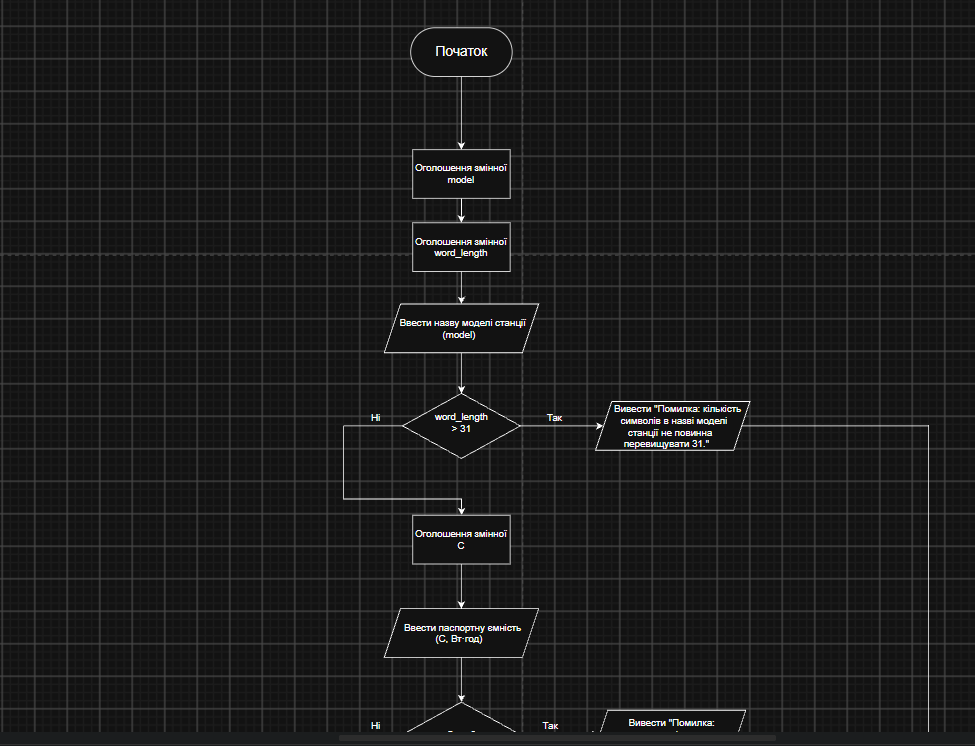 Початок
Оголошення змінної
model
Оголошення змінної
word_length
Ввести назву моделі станції
(model)
Ні
word_length
> 31
Так
Вивести "Помилка: кількість
символів в назві моделі
станції не повинна
перевищувати 31."
Оголошення змінної
C
Ввести паспортну ємність
(C, Вт·год)
Ні
Так
Вивести "Помилка: